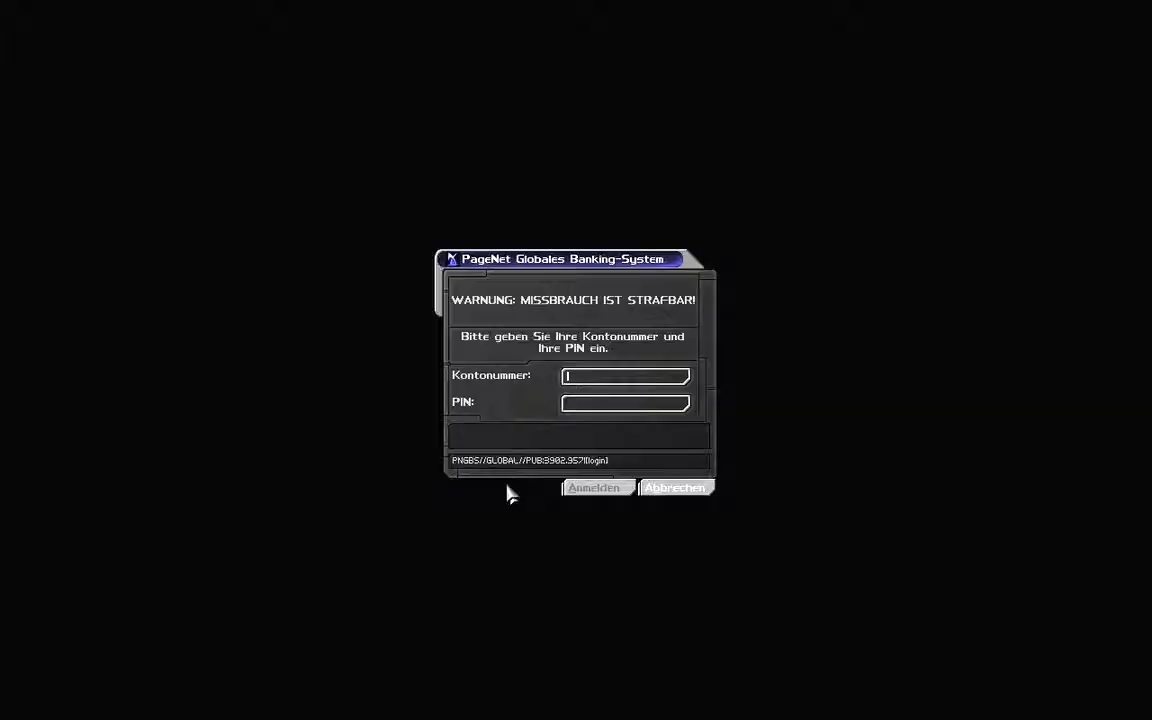 PageNet Globales Banking-System
WARNUNG: MISSBRAUCH IST STRAFBAR!
Bitte geben Sie Ihre Kontonummer und
Ihre PIN ein.
Kontonummer:
PIN:
PNGBS//GLOBAL//PUB:3902.957![login]
Anmelden
Abbrechen